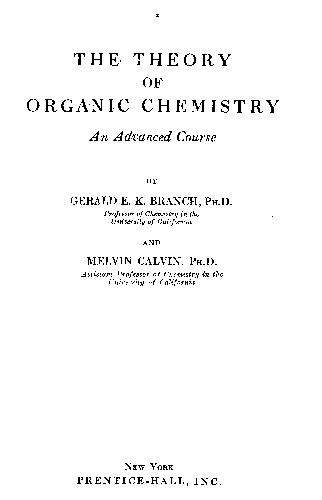 THE THEORY
OF
ORGANIC CHEMISTRY
An Advanced Course
BY
GERALD E. K. BRANCH, PH.D.
Professor of Chemistry in the
University of California
AND
MELVIN CALVIN, PH.D.
Assistant Professor of Chemistry in the
University of California
NEW YORK
PRENTICE-HALL, INC.